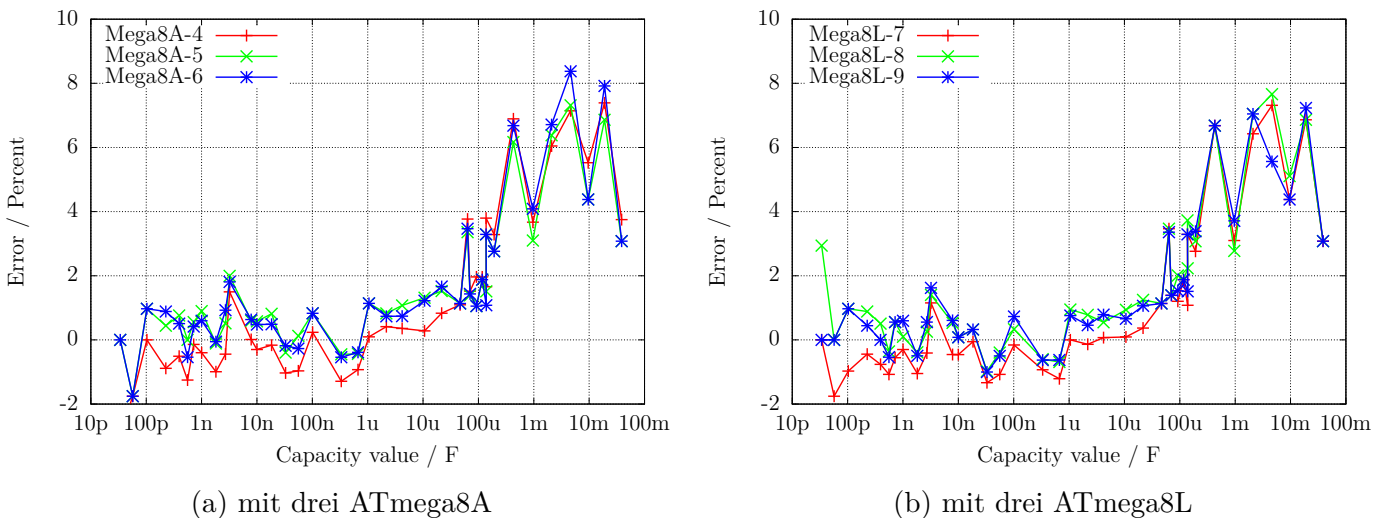 10
8
6
4
2
0
-2
Error / Percent
Mega8A-4
Mega8A-5
Mega8A-6
10p 100p 1n 10n 100n 1u 10u 100u 1m 10m 100m
Capacity value / F
(a) mit drei ATmega8A
10
8
6
4
2
0
-2
Error / Percent
Mega8L-7
Mega8L-8
Mega8L-9
10p 100p 1n 10n 100n 1u 10u 100u 1m 10m 100m
Capacity value / F
(b) mit drei ATmega8L